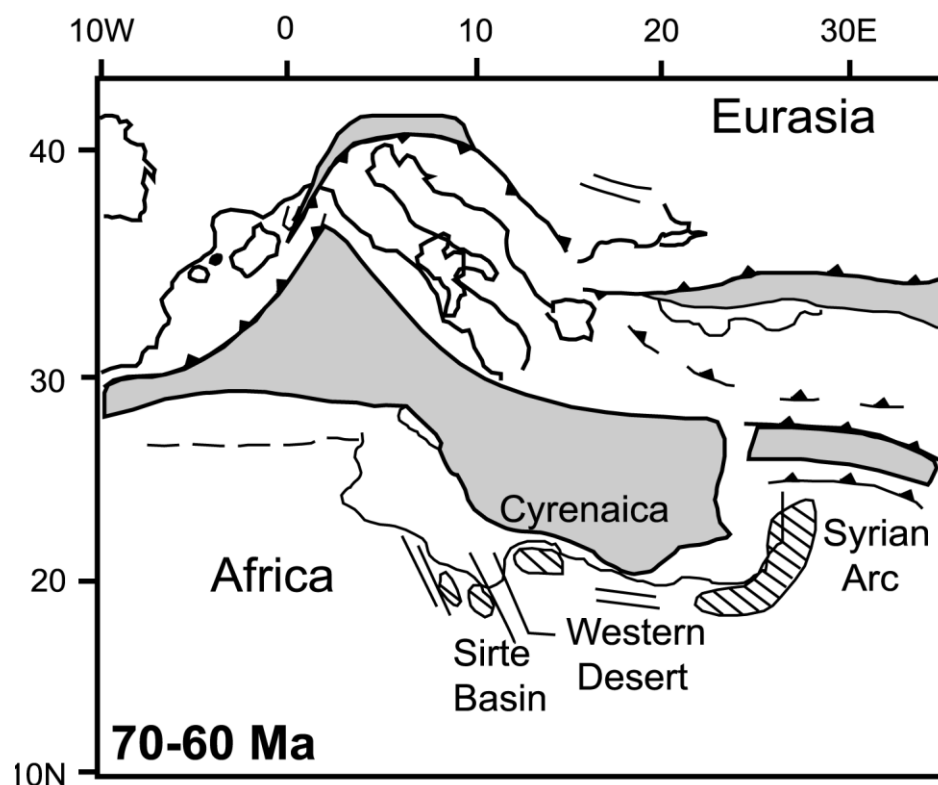 10W 0 10 20 30E
Eurasia
40
30
Cyrenaica
Syrian
Arc
Africa
20
Western
Desert
Sirte
Basin
70-60 Ma
10N